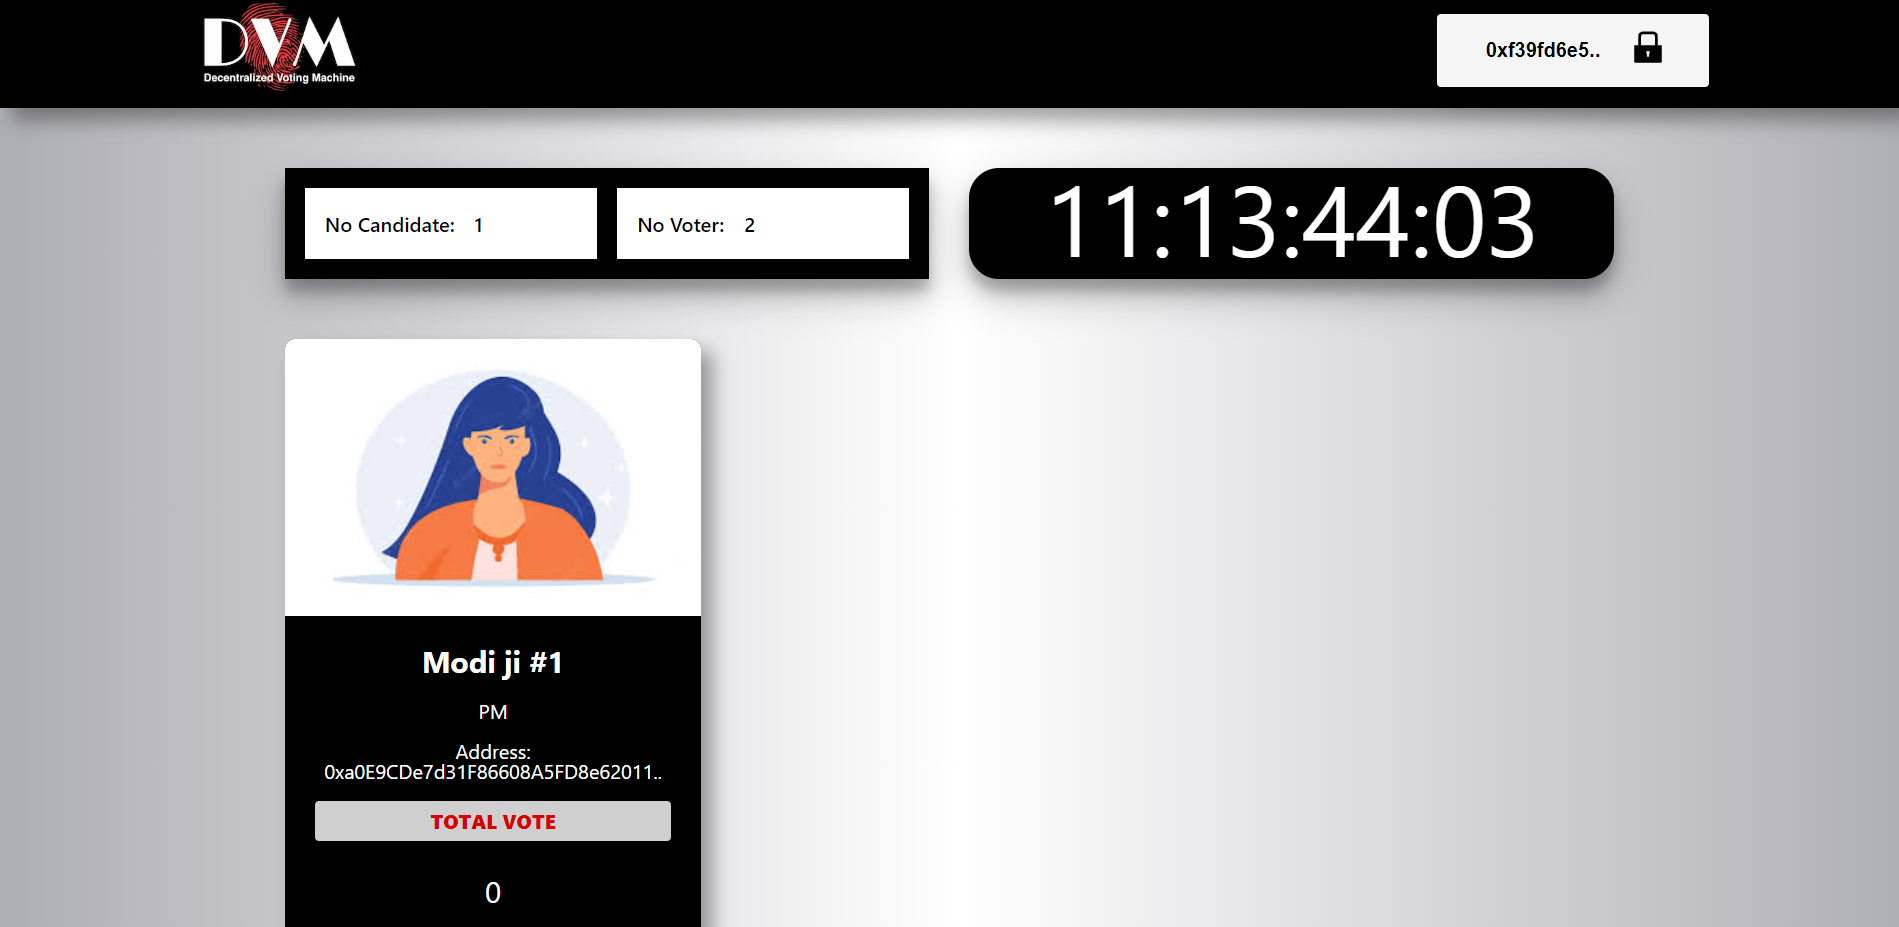 DVM
Decentralized Voting Machine
0xf39fd6e5..
No Candidate: 1
No Voter: 2
11:13:44:03
Modi ji #1
PM
Address:
0xa0E9CDe7d31F86608A5FD8e62011..
TOTAL VOTE
0